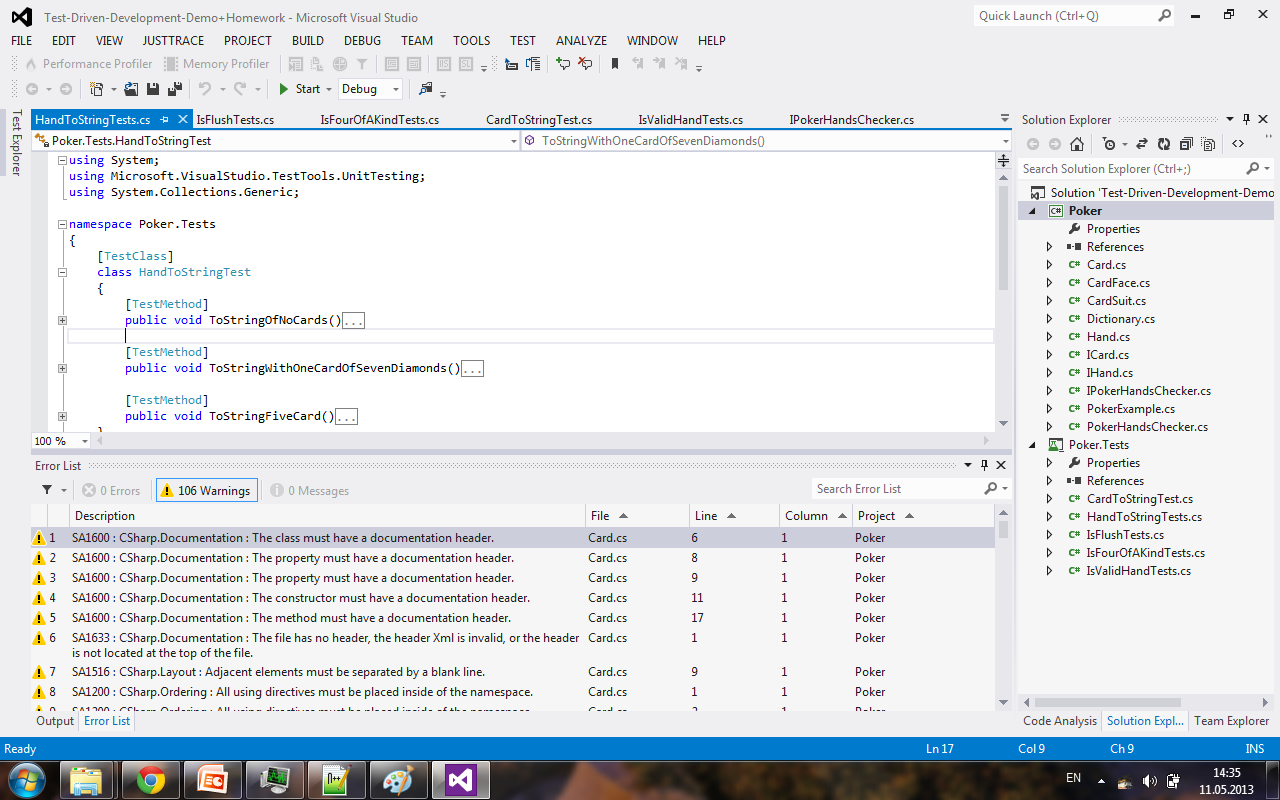 Test-Driven-Development-Demo+Homework - Microsoft Visual Studio
Quick Launch (Ctrl+Q)
FILE EDIT VIEW JUSTTRACE PROJECT BUILD DEBUG TEAM TOOLS TEST ANALYZE WINDOW HELP
Performance Profiler Memory Profiler
Start Debug
Test Explorer
HandToStringTests.cs IsFlushTests.cs IsFourOfAKindTests.cs CardToStringTest.cs IsValidHandTests.cs IPokerHandsChecker.cs
Poker.Tests.HandToStringTest ToStringWithOneCardOfSevenDiamonds()
using System;
using Microsoft.VisualStudio.TestTools.UnitTesting;
using System.Collections.Generic;
namespace Poker.Tests
{
[TestClass]
class HandToStringTest
{
[TestMethod]
public void ToStringOfNoCards()...
[TestMethod]
public void ToStringWithOneCardOfSevenDiamonds()...
[TestMethod]
public void ToStringFiveCard()...
}
100 %
Error List
0 Errors 106 Warnings 0 Messages
Search Error List
Description File Line Column Project
1 SA1600 : CSharp.Documentation : The class must have a documentation header. Card.cs 6 1 Poker
2 SA1600 : CSharp.Documentation : The property must have a documentation header. Card.cs 8 1 Poker
3 SA1600 : CSharp.Documentation : The property must have a documentation header. Card.cs 9 1 Poker
4 SA1600 : CSharp.Documentation : The constructor must have a documentation header. Card.cs 11 1 Poker
5 SA1600 : CSharp.Documentation : The method must have a documentation header. Card.cs 17 1 Poker
6 SA1633 : CSharp.Documentation : The file has no header, the header Xml is invalid, or the header Card.cs 1 1 Poker
is not located at the top of the file.
7 SA1516 : CSharp.Layout : Adjacent elements must be separated by a blank line. Card.cs 9 1 Poker
8 SA1200 : CSharp.Ordering : All using directives must be placed inside of the namespace. Card.cs 1 1 Poker
Output Error List
Solution Explorer
Search Solution Explorer (Ctrl+;)
Solution 'Test-Driven-Development-Demo
C# Poker
Properties
References
C# Card.cs
C# CardFace.cs
C# CardSuit.cs
C# Dictionary.cs
C# Hand.cs
C# ICard.cs
C# IHand.cs
C# IPokerHandsChecker.cs
C# PokerExample.cs
C# PokerHandsChecker.cs
Poker.Tests
Properties
References
C# CardToStringTest.cs
C# HandToStringTests.cs
C# IsFlushTests.cs
C# IsFourOfAKindTests.cs
C# IsValidHandTests.cs
Code Analysis Solution Expl... Team Explorer
Ready Ln 17 Col 9 Ch 9 INS
EN
14:35
11.05.2013